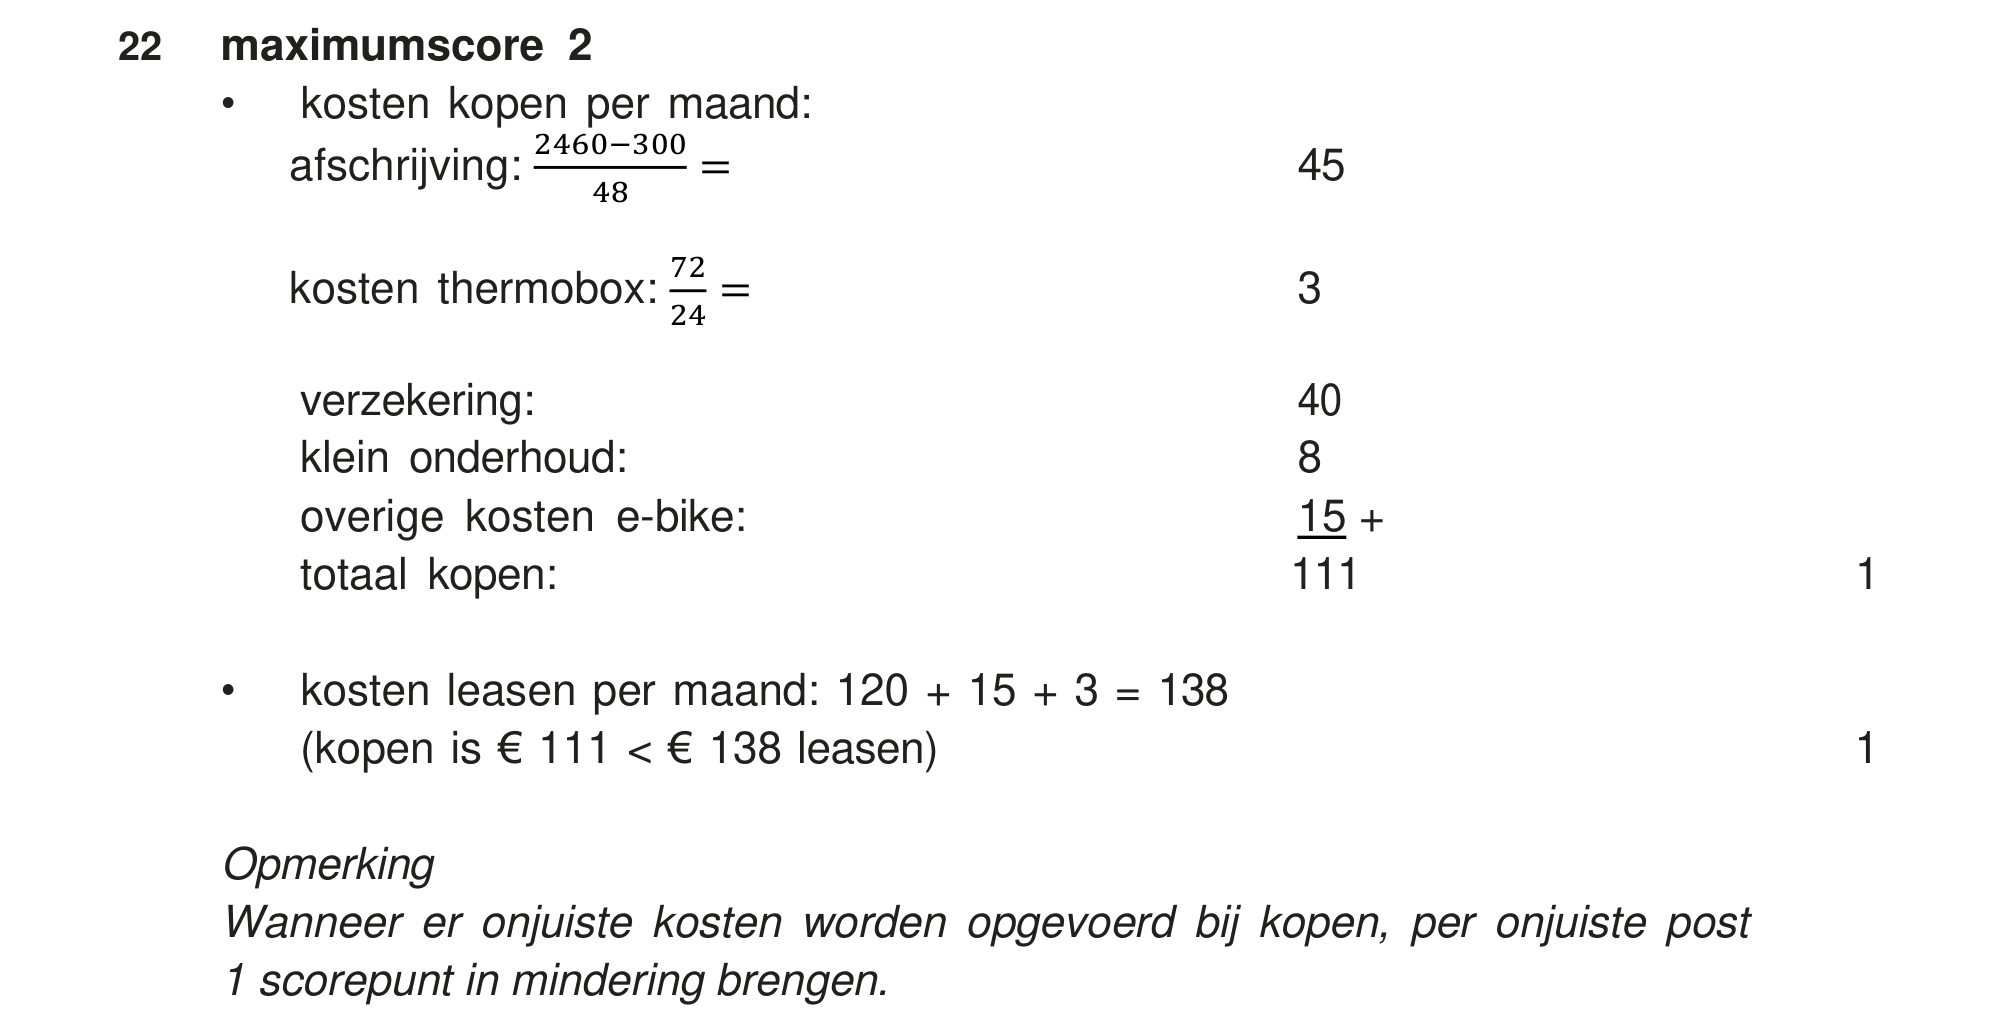 22 maximumscore 2
• kosten kopen per maand:
afschrijving: 2460−300/48 = 45
kosten thermobox: 72/24 = 3
verzekering: 40
klein onderhoud: 8
overige kosten e-bike: 15 +
totaal kopen: 111 1
• kosten leasen per maand: 120 + 15 + 3 = 138
(kopen is € 111 < € 138 leasen) 1
Opmerking
Wanneer er onjuiste kosten worden opgevoerd bij kopen, per onjuiste post
1 scorepunt in mindering brengen.